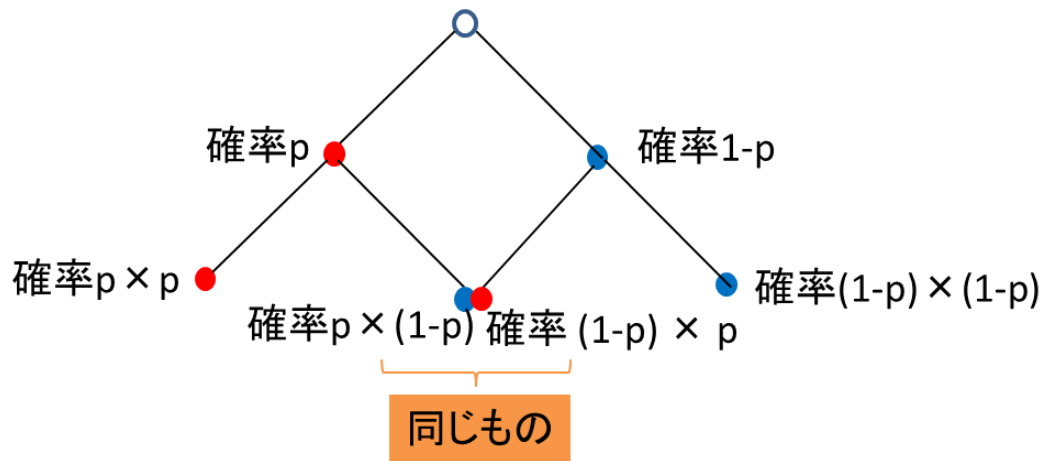 確率p
確率1-p
確率p × p
確率(1-p) × (1-p)
確率p × (1-p)
確率 (1-p) × p
同じもの